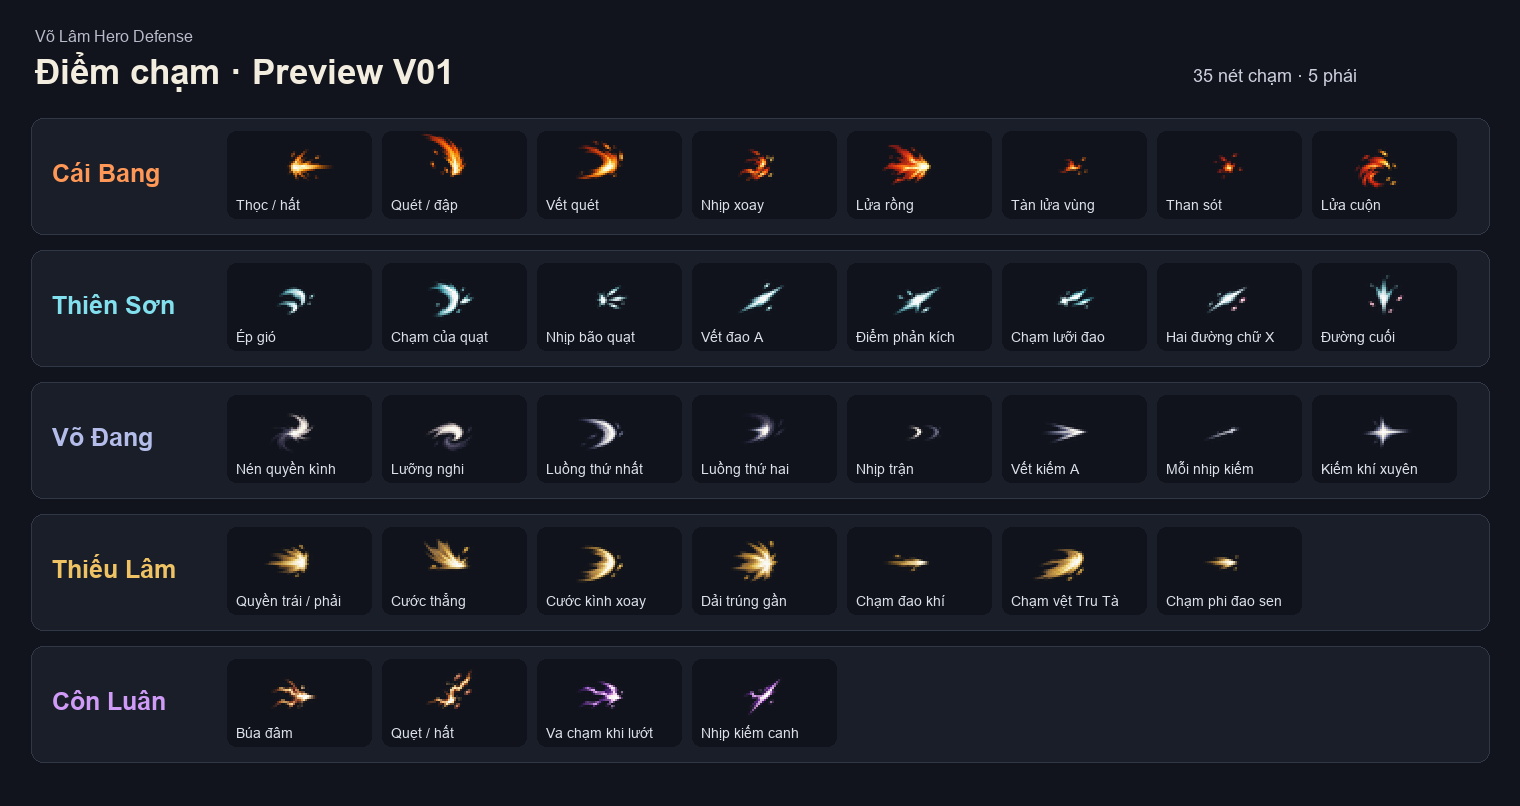 Võ Lâm Hero Defense
Điểm chạm · Preview V01
35 nét chạm · 5 phái
Cái Bang
Thọc / hất
Quét / đập
Vết quét
Nhịp xoay
Lửa rồng
Tàn lửa vùng
Than sót
Lửa cuộn
Thiên Sơn
Ép gió
Chạm của quạt
Nhịp bão quạt
Vết đao A
Điểm phản kích
Chạm lưỡi đao
Hai đường chữ X
Đường cuối
Võ Đang
Nén quyền kình
Lưỡng nghi
Luồng thứ nhất
Luồng thứ hai
Nhịp trận
Vết kiếm A
Mỗi nhịp kiếm
Kiếm khí xuyên
Thiếu Lâm
Quyền trái / phải
Cước thẳng
Cước kình xoay
Dải trúng gần
Chạm đao khí
Chạm vệt Tru Tà
Chạm phi đao sen
Côn Luân
Búa đâm
Quẹt / hất
Va chạm khi lướt
Nhịp kiếm canh